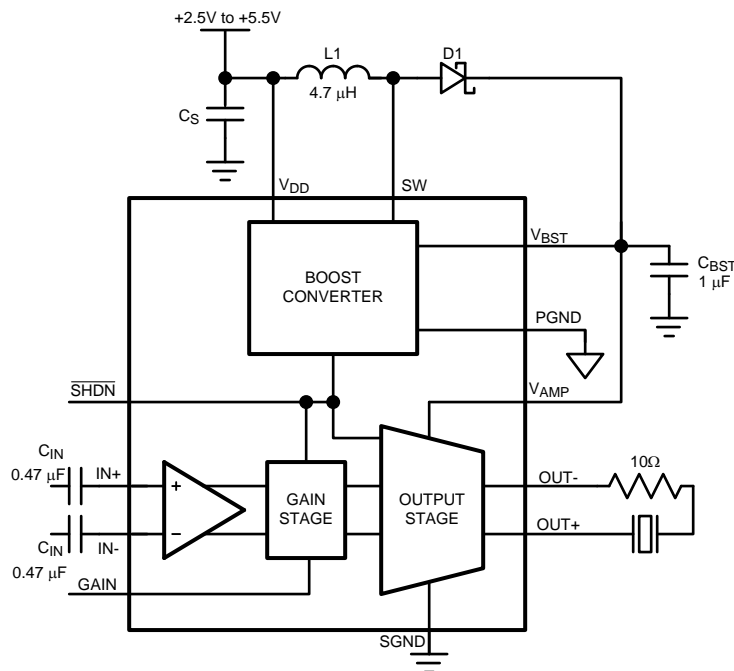 +2.5V to +5.5V
L1
D1
4.7 μH
CS
VDD
SW
VBST
BOOST
CONVERTER
CBST
1 μF
PGND
SHDN
VAMP
CIN
0.47 μF
IN+
+
GAIN
STAGE
OUTPUT
STAGE
OUT-
10Ω
−
OUT+
CIN
IN-
0.47 μF
GAIN
SGND